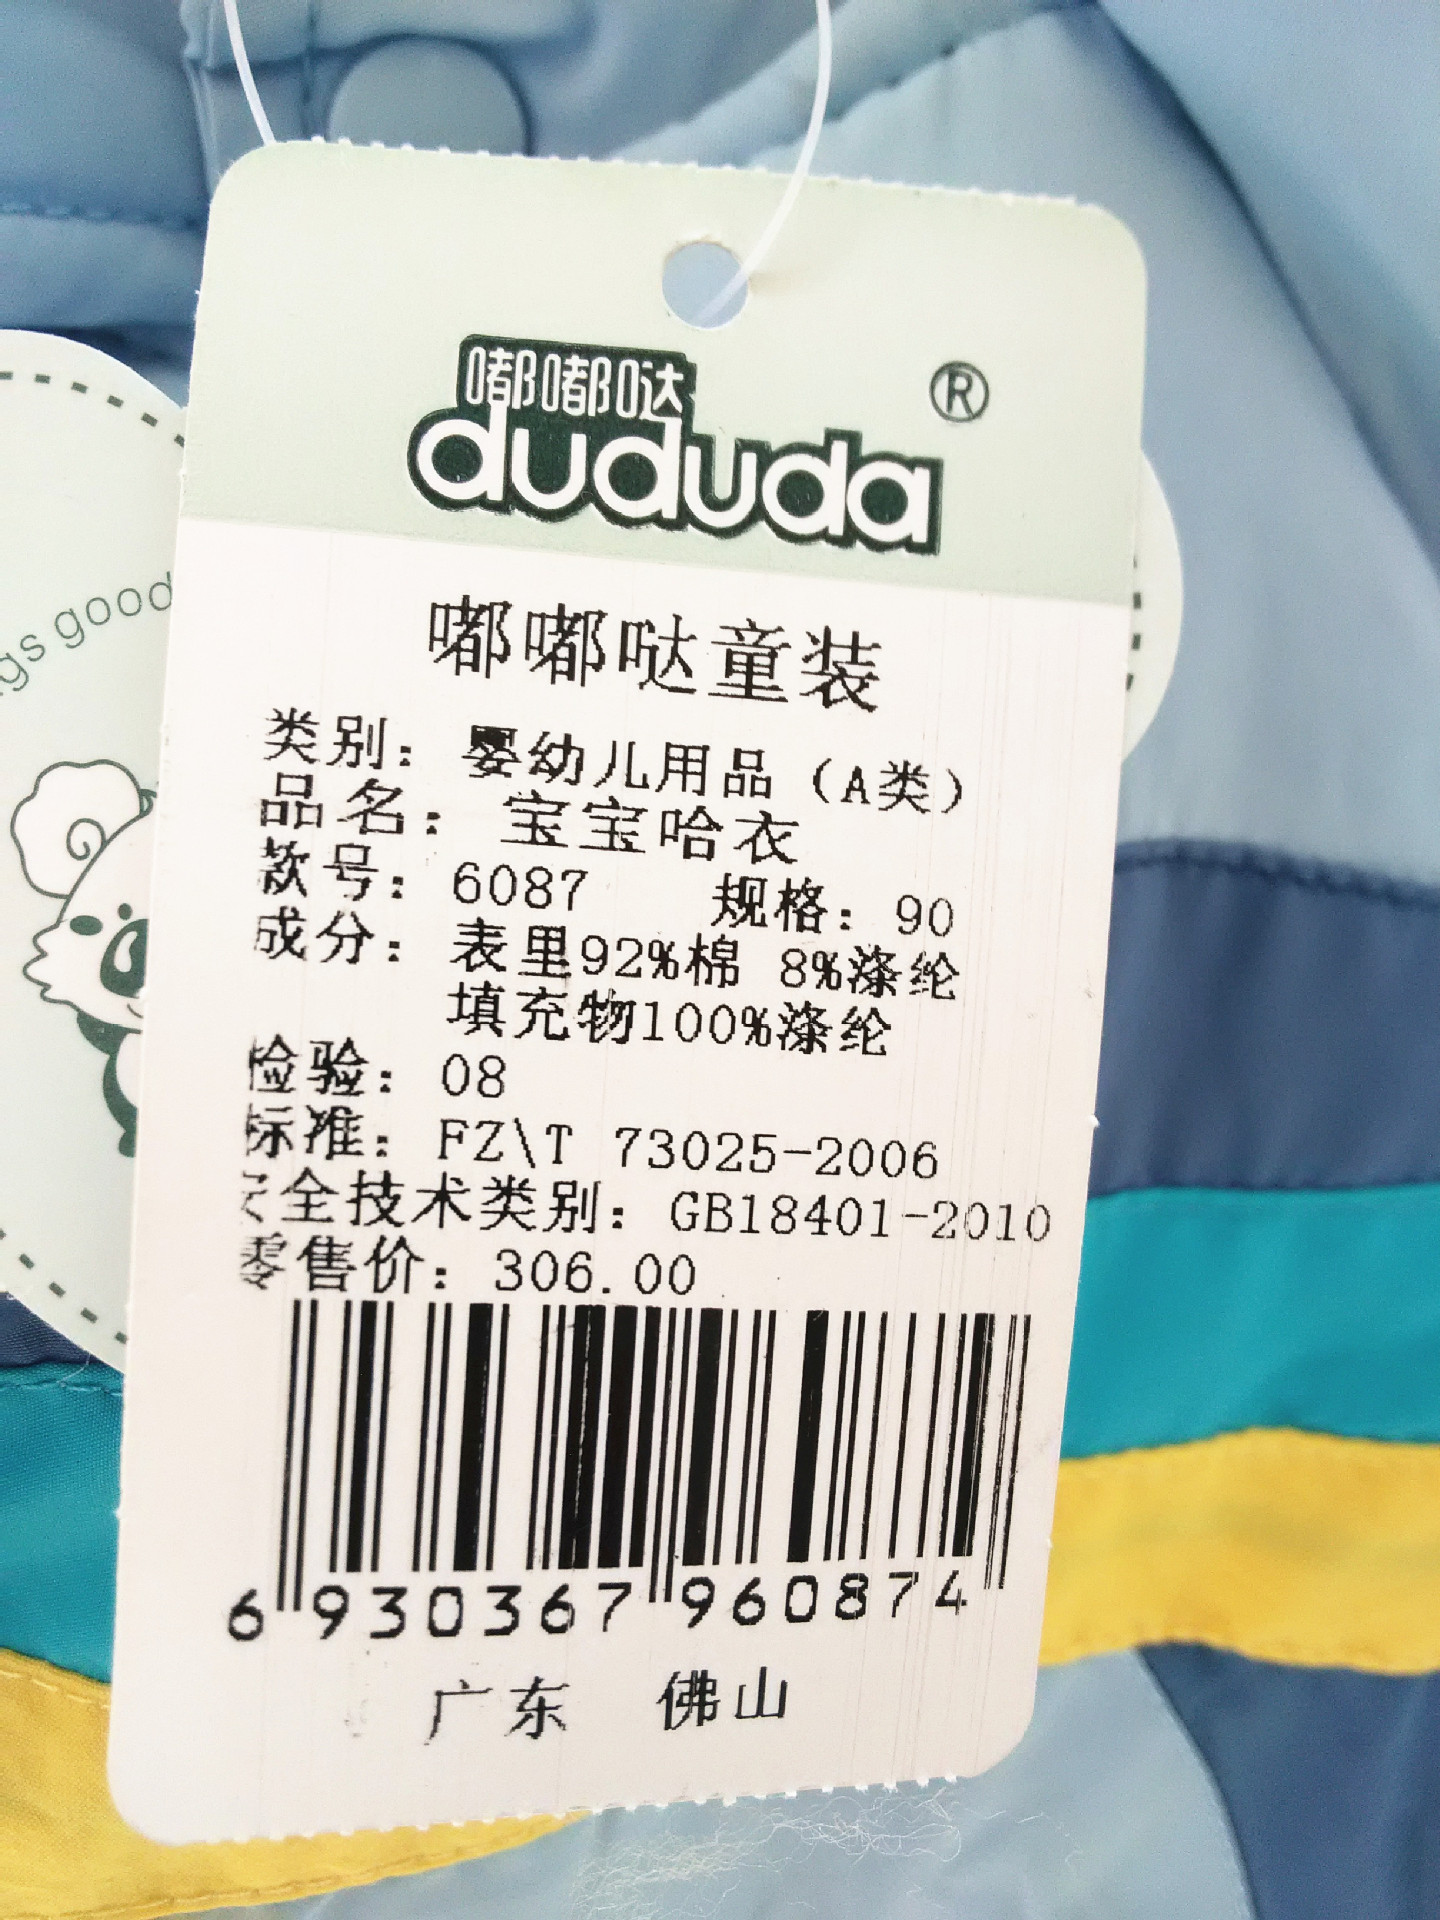 嘟嘟哒
dududa
®
嘟嘟哒童装
类别：婴幼儿用品（A类）
品名：宝宝哈衣
款号：6087 规格：90
成分：表里92%棉 8%涤纶
填充物100%涤纶
检验：08
标准：FZ\T 73025-2006
安全技术类别：GB18401-2010
零售价：306.00
6 930367 960874
广东 佛山
good